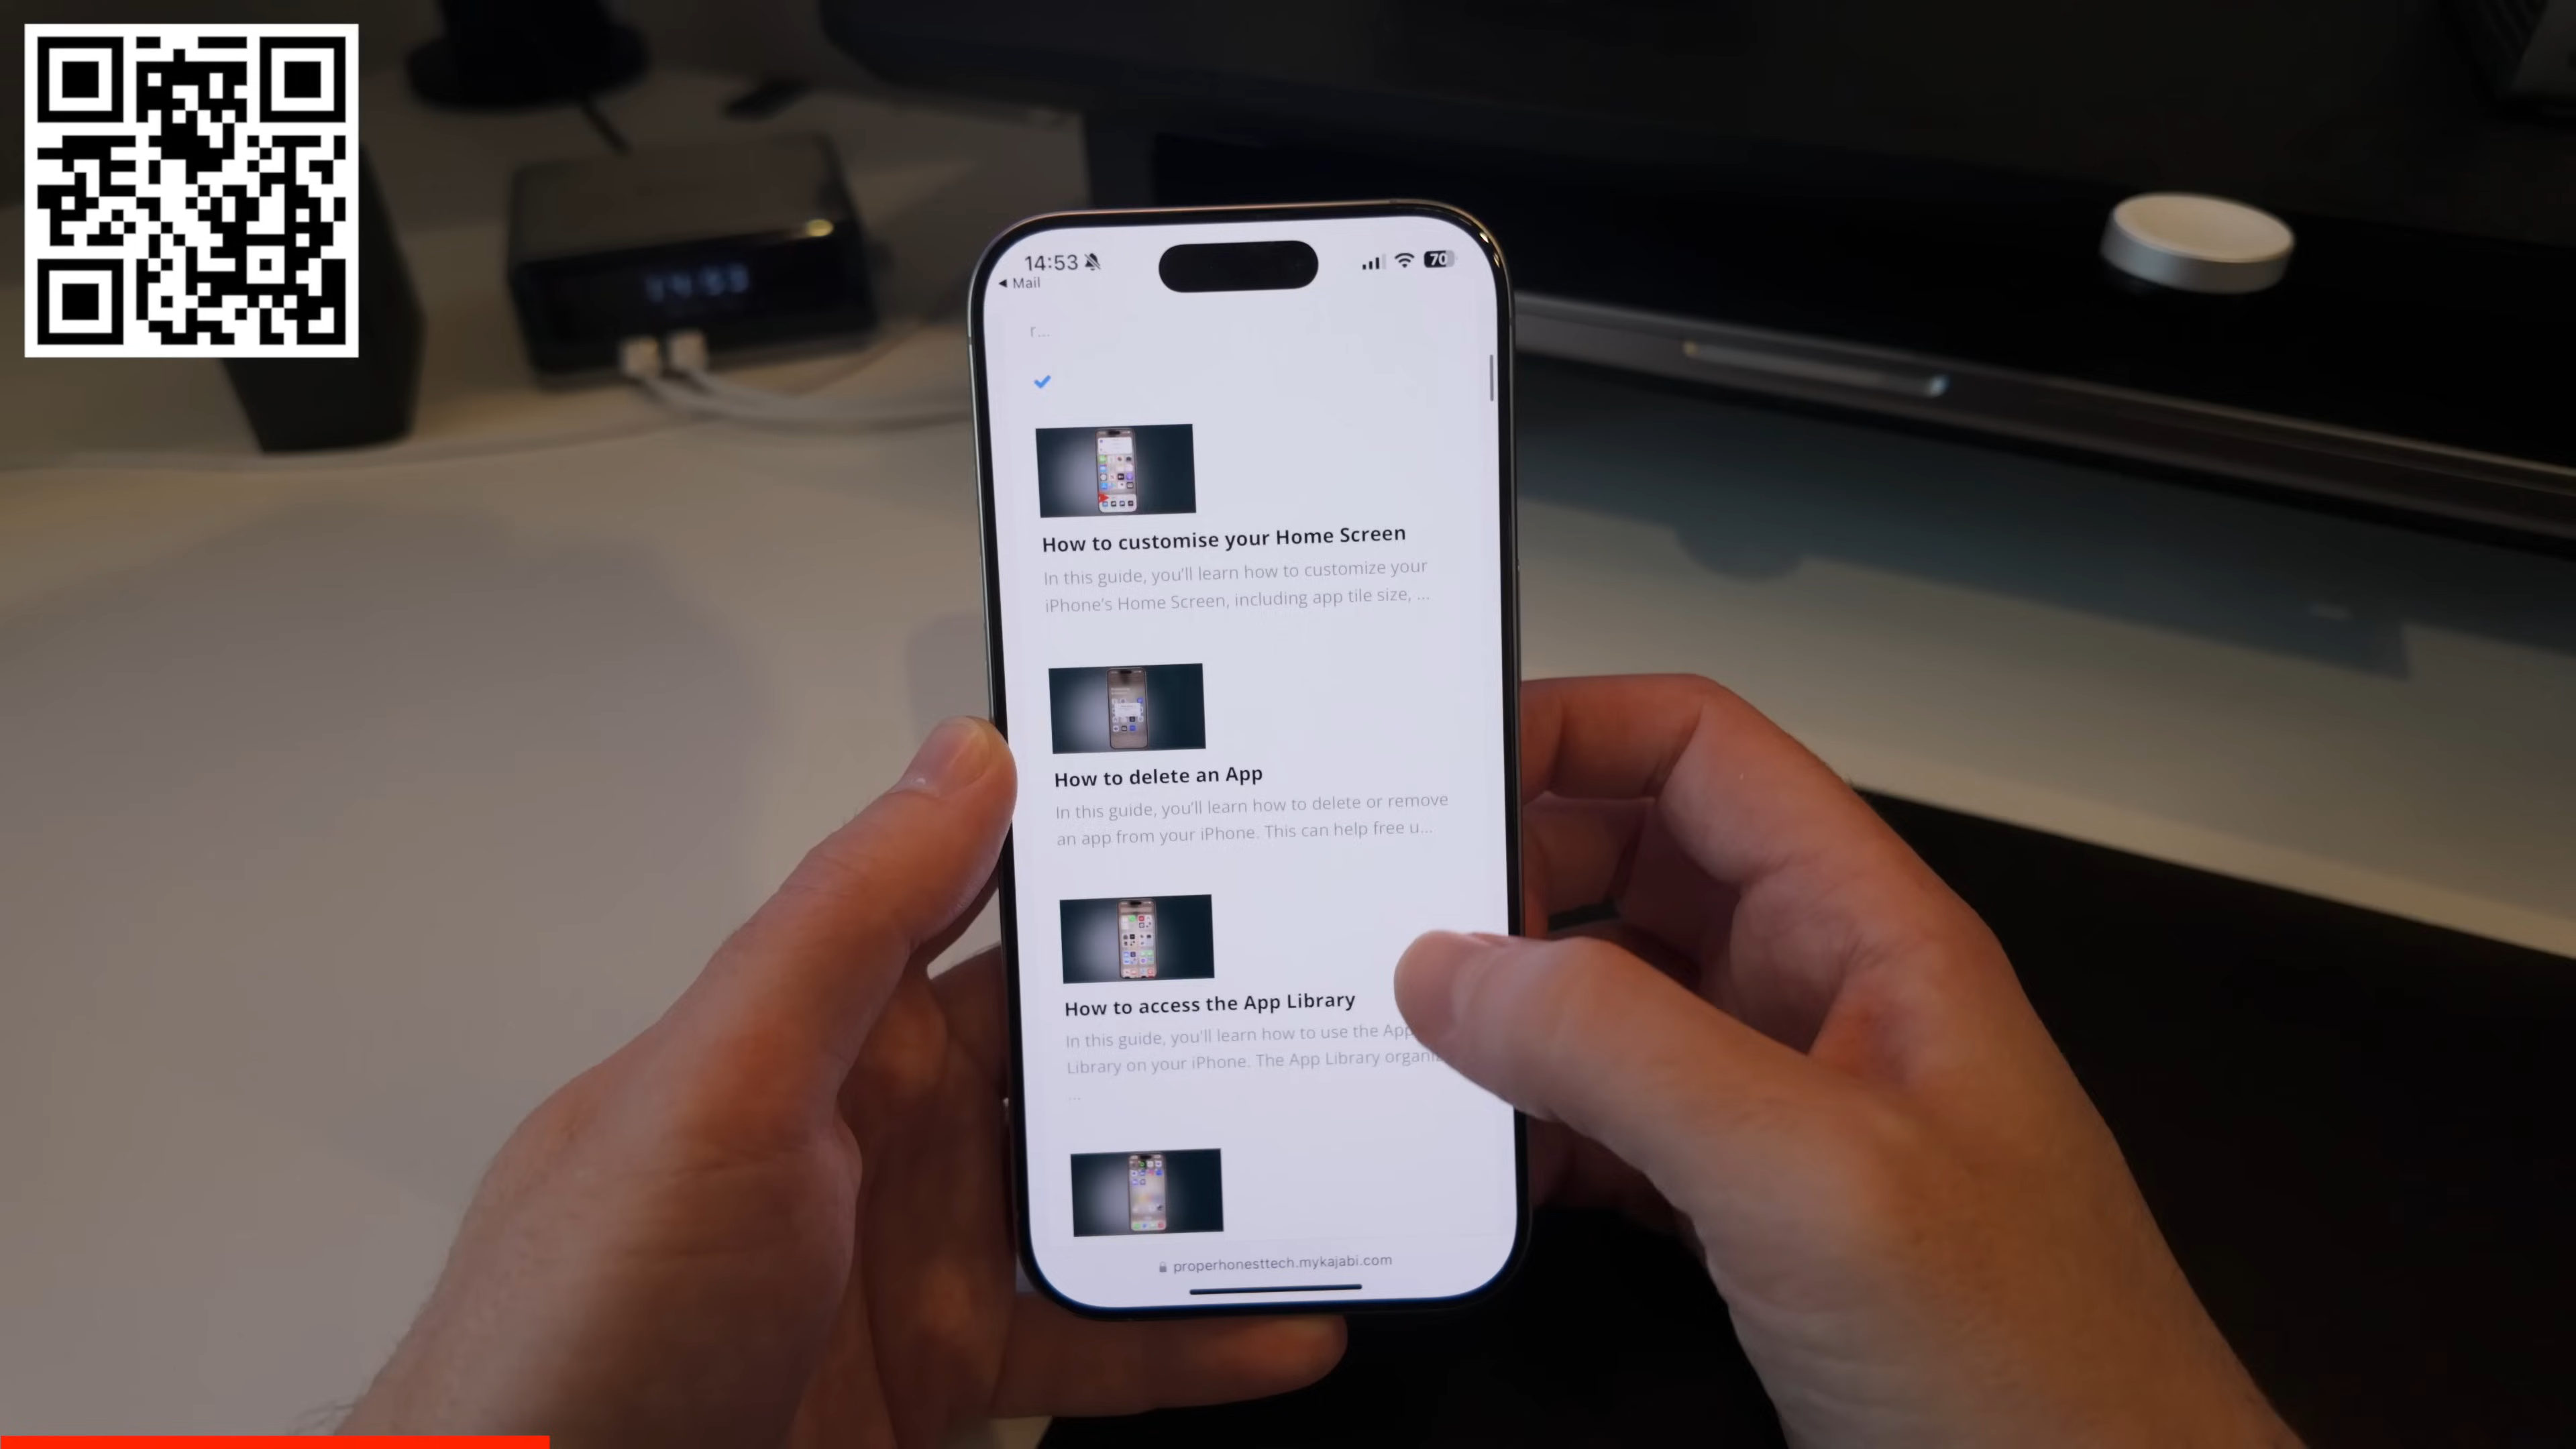 14:53
70
◀ Mail
14:53
r...
How to customise your Home Screen
In this guide, you'll learn how to customize your
iPhone's Home Screen, including app tile size, ...
How to delete an App
In this guide, you'll learn how to delete or remove
an app from your iPhone. This can help free u...
How to access the App Library
In this guide, you'll learn how to use the App
Library on your iPhone. The App Library organi
...
properhonesttech.mykajabi.com